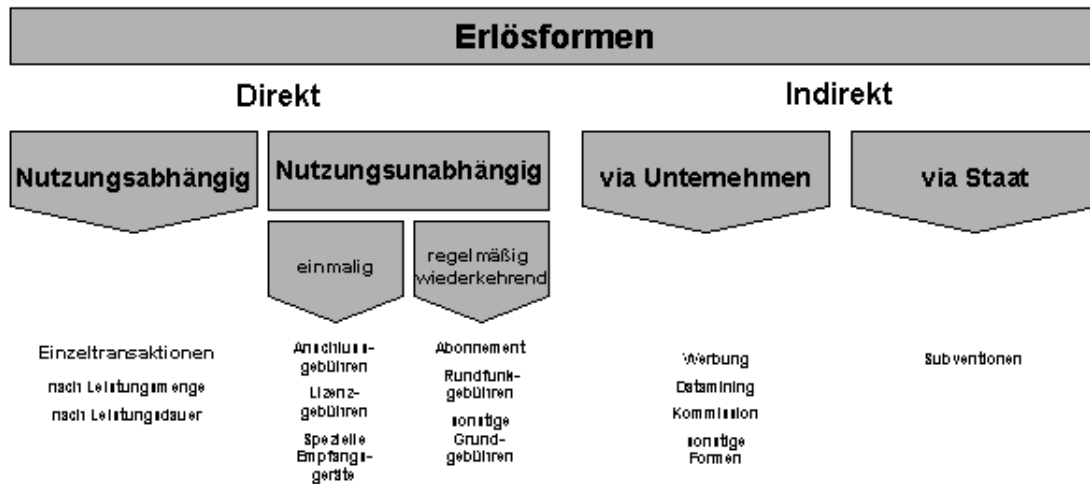 Erlösformen
Direkt
Indirekt
Nutzungsabhängig
Nutzungsunabhängig
via Unternehmen
via Staat
einmalig
regelmäßig
wiederkehrend
Einzeltransaktionen
nach Leistungsmenge
nach Leistungsdauer
Anschluss-
gebühren
Lizenz-
gebühren
Spezielle
Empfangs-
geräte
Abonnement
Rundfunk-
gebühren
sonstige
Grund-
gebühren
Werbung
Datamining
Kommission
sonstige
Formen
Subventionen